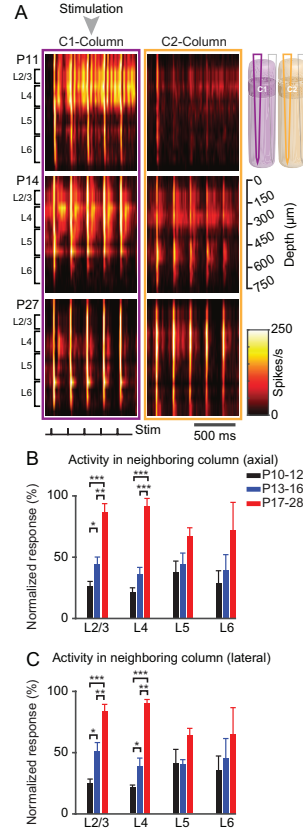 A
Stimulation
C1-Column
C2-Column
P11
L2/3
L4
L5
L6
C1
C2
P14
L2/3
L4
L5
L6
0
150
300
450
600
750
Depth (µm)
P27
L2/3
L4
L6
250
0
Spikes/s
Stim
500 ms
B
Activity in neighboring column (axial)
P10-12
P13-16
P17-28
Normalized response (%)
100
50
0
*** ** *
*** ***
L2/3 L4 L5 L6
C
Activity in neighboring column (lateral)
Normalized response (%)
100
50
0
*** ** *
*** ** *
L2/3 L4 L5 L6